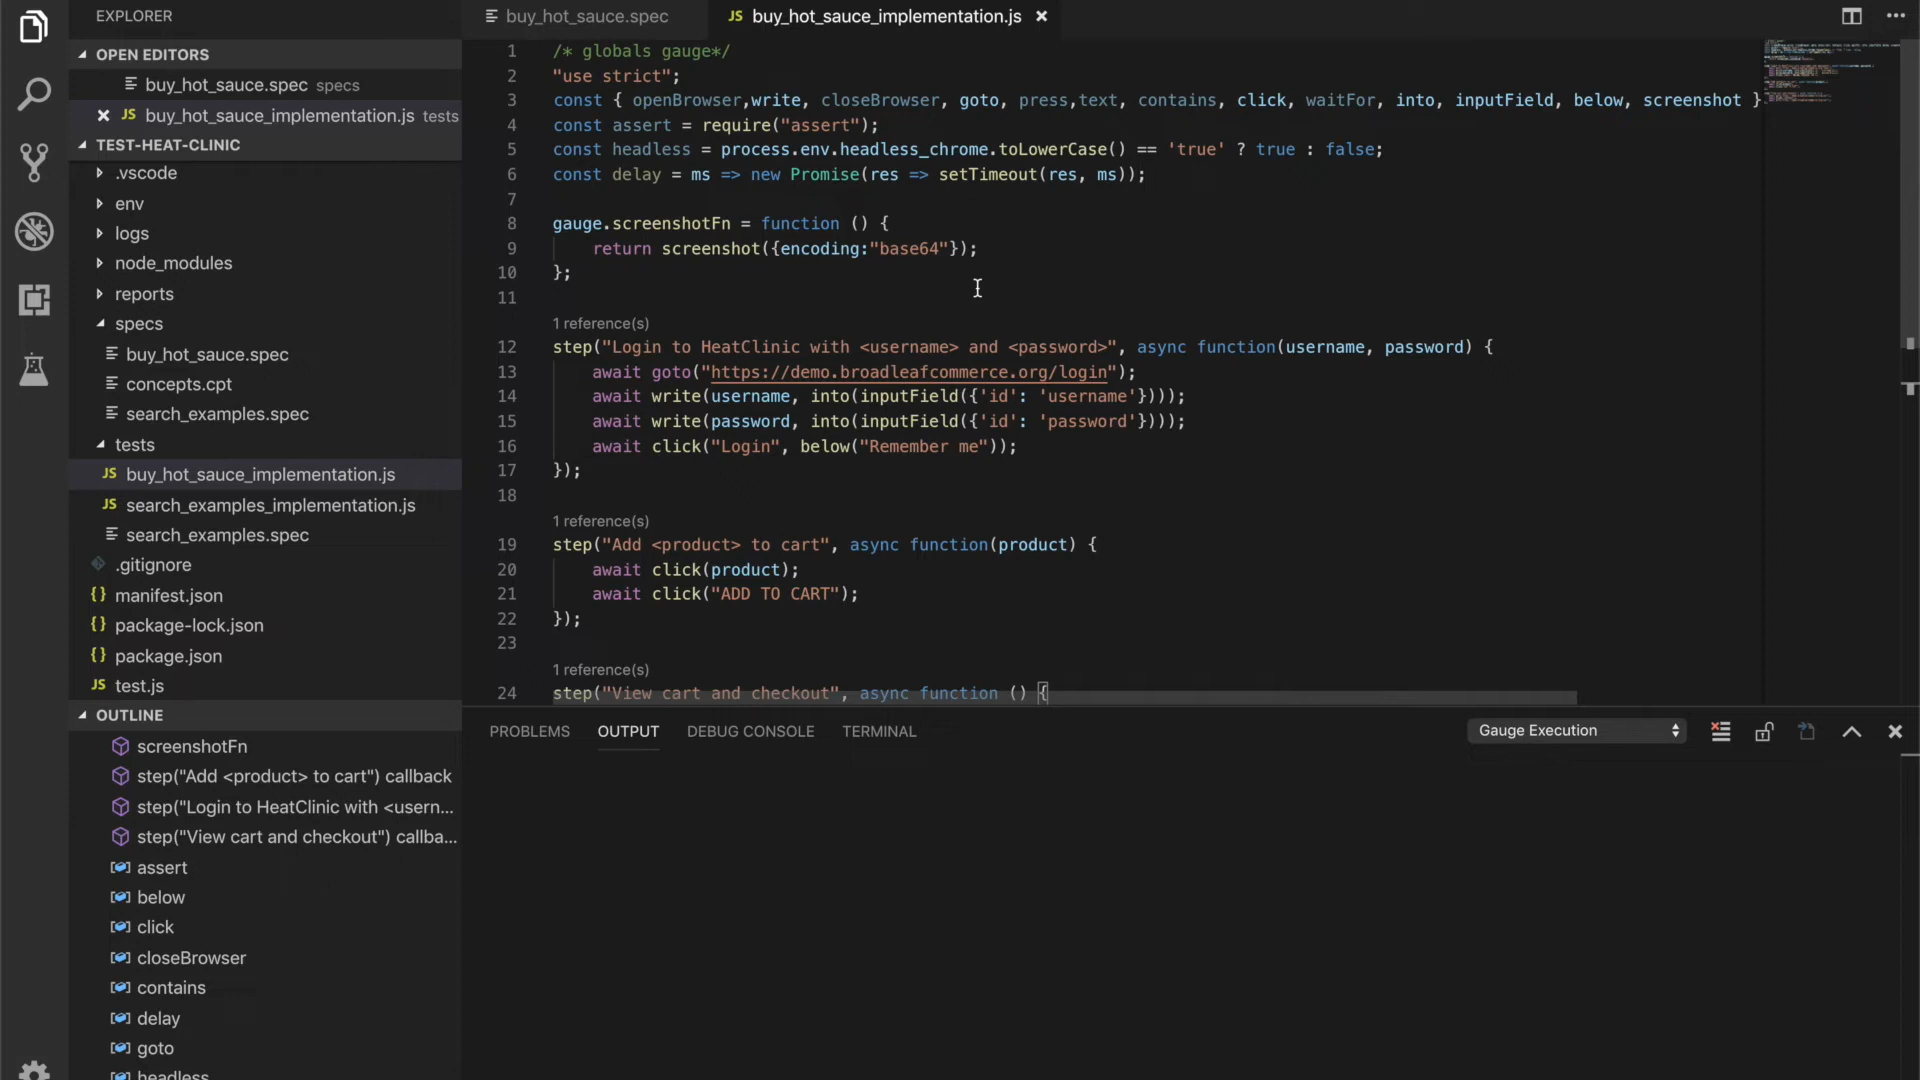 EXPLORER
OPEN EDITORS
buy_hot_sauce.spec specs
JS buy_hot_sauce_implementation.js tests
TEST-HEAT-CLINIC
.vscode
env
logs
node_modules
reports
specs
buy_hot_sauce.spec
concepts.cpt
search_examples.spec
tests
JS buy_hot_sauce_implementation.js
JS search_examples_implementation.js
search_examples.spec
.gitignore
{} manifest.json
{} package-lock.json
{} package.json
JS test.js
OUTLINE
screenshotFn
step("Add <product> to cart") callback
step("Login to HeatClinic with <usern...
step("View cart and checkout") callba...
assert
below
click
closeBrowser
contains
delay
goto
headless
buy_hot_sauce.spec
JS buy_hot_sauce_implementation.js
1 /* globals gauge*/
2 "use strict";
3 const { openBrowser,write, closeBrowser, goto, press,text, contains, click, waitFor, into, inputField, below, screenshot }
4 const assert = require("assert");
5 const headless = process.env.headless_chrome.toLowerCase() == 'true' ? true : false;
6 const delay = ms => new Promise(res => setTimeout(res, ms));
7
8 gauge.screenshotFn = function () {
9 return screenshot({encoding:"base64"});
10 };
11
1 reference(s)
12 step("Login to HeatClinic with <username> and <password>", async function(username, password) {
13 await goto("https://demo.broadleafcommerce.org/login");
14 await write(username, into(inputField({'id': 'username'})));
15 await write(password, into(inputField({'id': 'password'})));
16 await click("Login", below("Remember me"));
17 });
18
1 reference(s)
19 step("Add <product> to cart", async function(product) {
20 await click(product);
21 await click("ADD TO CART");
22 });
23
1 reference(s)
24 step("View cart and checkout", async function () {
PROBLEMS OUTPUT DEBUG CONSOLE TERMINAL
Gauge Execution